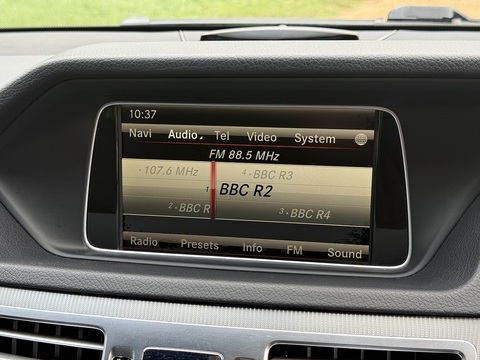 10:37
Navi Audio Tel Video System
FM 88.5 MHz
107.6 MHz 4 BBC R3
1 BBC R2
2 BBC R 3 BBC R4
Radio Presets Info FM Sound